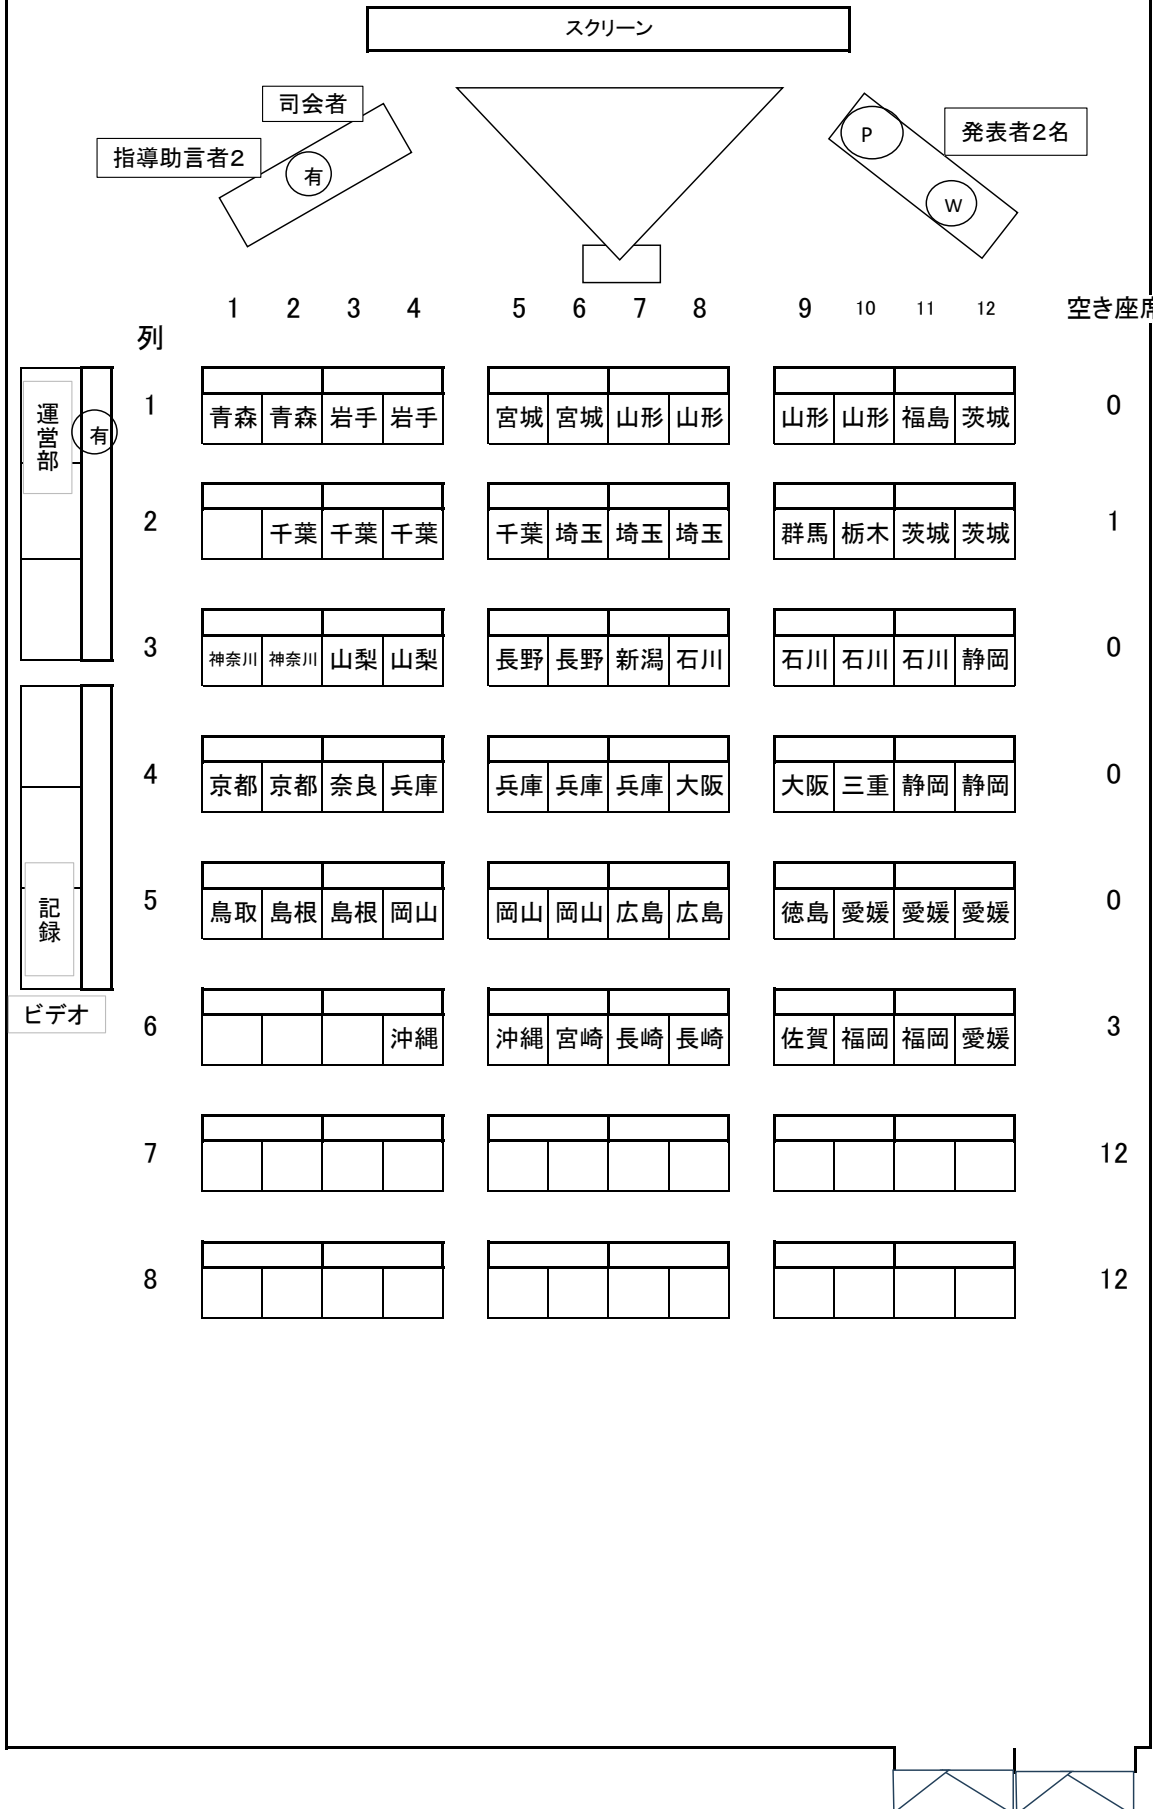 スクリーン
司会者
指導助言者2
有
P
発表者2名
W
1 2 3 4 5 6 7 8 9 10 11 12 空き座席
列
運営部
有
1 青森 青森 岩手 岩手 宮城 宮城 山形 山形 山形 山形 福島 茨城 0
2 千葉 千葉 千葉 千葉 埼玉 埼玉 埼玉 群馬 栃木 茨城 茨城 1
3 神奈川 神奈川 山梨 山梨 長野 長野 新潟 石川 石川 石川 石川 静岡 0
4 京都 京都 奈良 兵庫 兵庫 兵庫 兵庫 大阪 大阪 三重 静岡 静岡 0
5 鳥取 島根 島根 岡山 岡山 岡山 広島 広島 徳島 愛媛 愛媛 愛媛 0
記録
ビデオ
6 沖縄 沖縄 宮崎 長崎 長崎 佐賀 福岡 福岡 愛媛 3
7 12
8 12